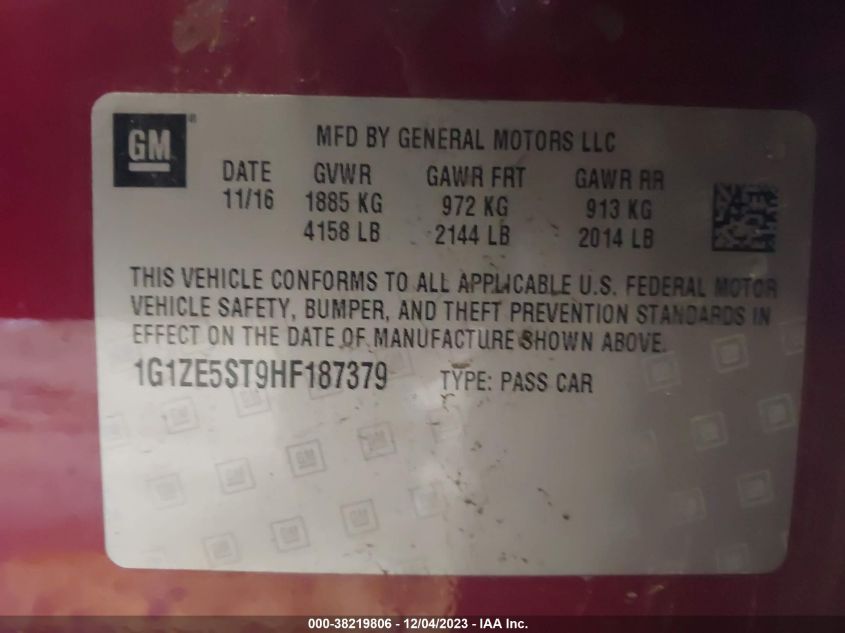 GM®
MFD BY GENERAL MOTORS LLC
DATE GVWR GAWR FRT GAWR RR
11/16 1885 KG 972 KG 913 KG
4158 LB 2144 LB 2014 LB
THIS VEHICLE CONFORMS TO ALL APPLICABLE U.S. FEDERAL MOTOR
VEHICLE SAFETY, BUMPER, AND THEFT PREVENTION STANDARDS IN
EFFECT ON THE DATE OF MANUFACTURE SHOWN ABOVE.
1G1ZE5ST9HF187379 TYPE: PASS CAR
000-38219806 - 12/04/2023 - IAA Inc.